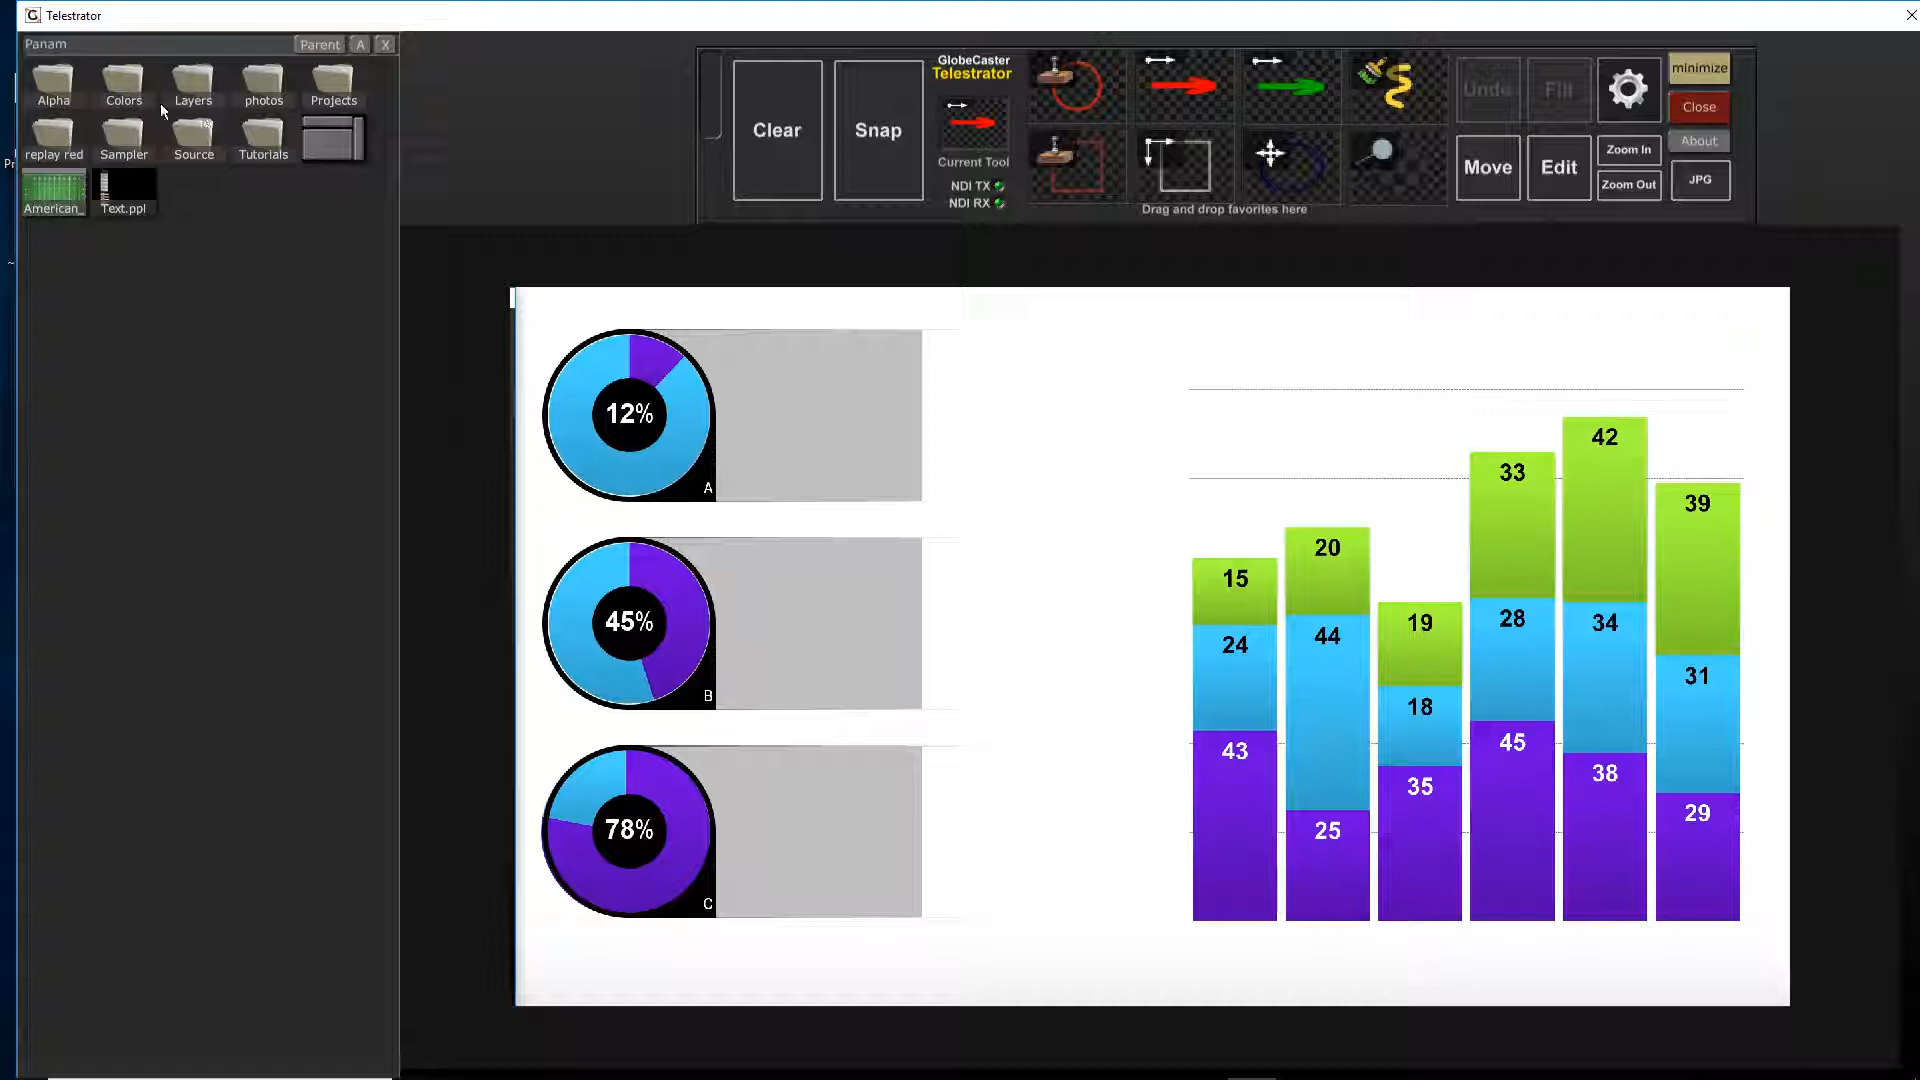 Telestrator
Panam
Parent A X
Alpha Colors Layers photos Projects
replay red Sampler Source Tutorials
American_ Text.ppl
Clear
Snap
GlobeCaster
Telestrator
Current Tool
NDI TX
NDI RX
Drag and drop favorites here
Undo
Fill
Move
Edit
Zoom In
Zoom Out
minimize
Close
About
JPG
12%
A
45%
B
78%
C
15
24
43
20
44
25
19
18
35
33
28
45
42
34
38
39
31
29